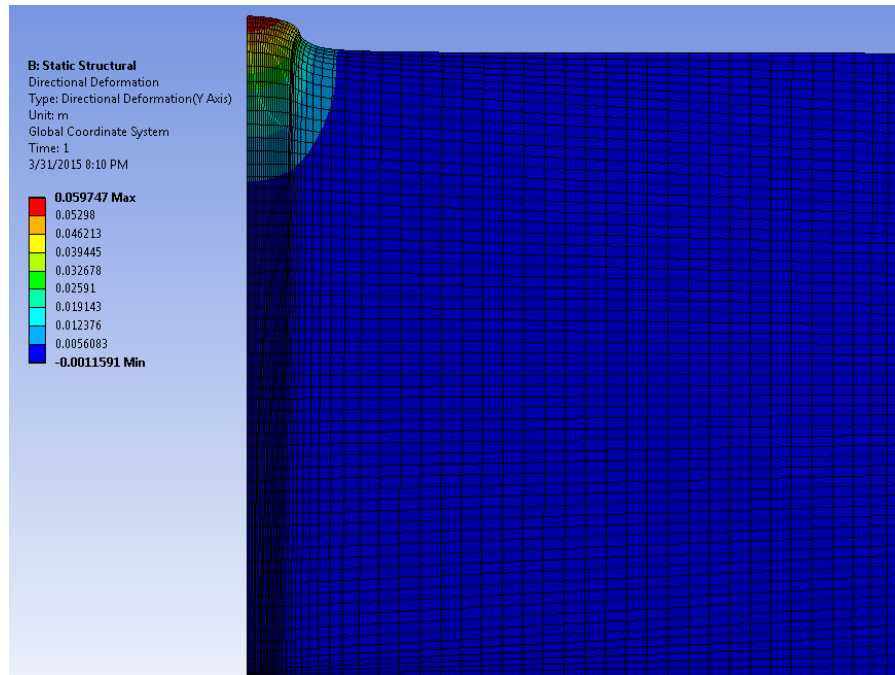 B: Static Structural
Directional Deformation
Type: Directional Deformation(Y Axis)
Unit: m
Global Coordinate System
Time: 1
3/31/2015 8:10 PM
0.059747 Max
0.05298
0.046213
0.039445
0.032678
0.02591
0.019143
0.012376
0.0056083
-0.0011591 Min